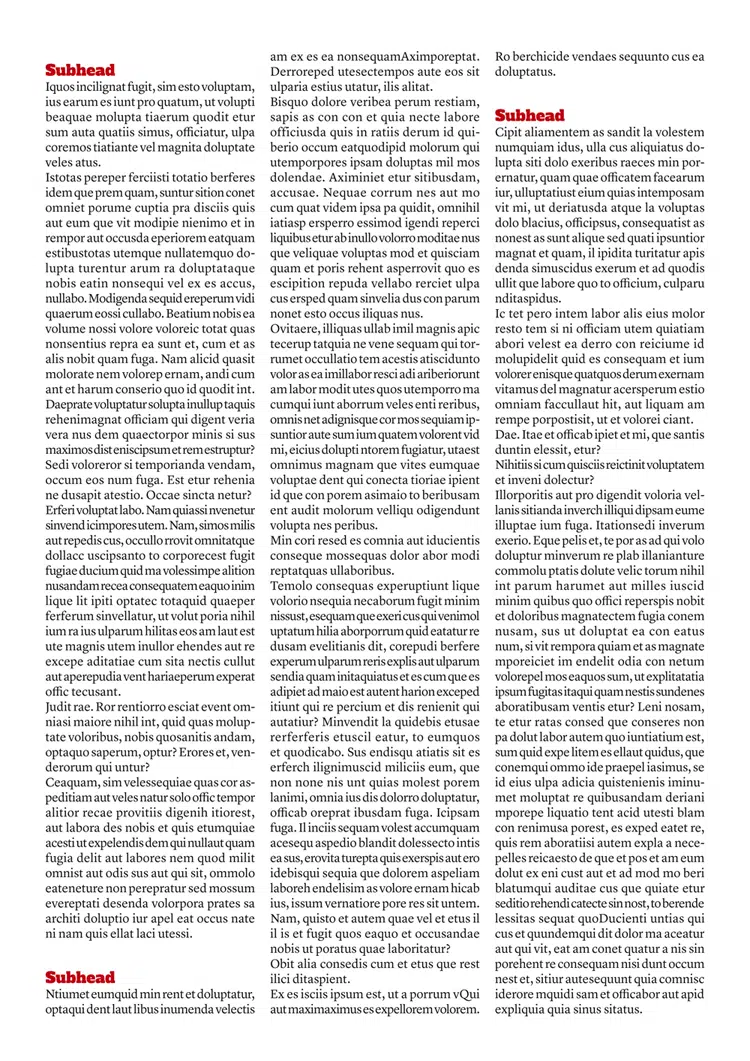 Subhead
Iquos incilignat fugit, sim esto voluptam,
ius earum es iunt pro quatum, ut volupti
beaquae molupta tiaerum quodit etur
sum auta quatiis simus, officiatur, ulpa
coremos tiatiante vel magnita doluptate
veles atus.
Istotas pereper ferciisti totatio berferes
idem que prem quam, suntur sition conet
omniet porume cuptia pra disciis quis
aut eum que vit modipie nienimo et in
rempor aut occusda eperiorem eatquam
estibustotas utemque nullatemquo do-
lupta turentur arum ra doluptataque
nobis eatin nonsequi vel ex es accus,
nullabo. Modigenda sequid ereperum vidi
quaerum eossi cullabo. Beatium nobis ea
volume nossi volore voloreic totat quas
nonsentius repra ea sunt et, cum et as
alis nobit quam fuga. Nam alicid quasit
molorate nem volorep ernam, andi cum
ant et harum conserio quo id quodit int.
Daeprate voluptatur solupta inullup taquis
rehenimagnat officiam qui digent veria
vera nus dem quaectorpor minis si sus
maximos dist eniscipsum et rem estruptur?
Sedi voloreror si temporianda vendam,
occum eos num fuga. Est etur rehenia
ne dusapit atestio. Occae sincta netur?
Erferi voluptat labo. Nam quiassi nvenetur
sinvend icimpores utem. Nam, simos milis
aut repedis cus, occullo rrovit omnitatque
dollacc uscipsanto to corporecest fugit
fugiae ducium quid ma volessimpe alition
nusandam recea consequatem eaquo inim
lique lit ipiti optatec totaquid quaeper
ferferum sinvellatur, ut volut poria nihil
ium ra ius ulparum hilitas eos am laut est
ute magnis utem inullor ehendes aut re
excepe aditatiae cum sita nectis cullut
aut aperepudia vent hariaeperum experat
offic tecusant.
Judit rae. Ror rentiorro esciat event om-
niasi maiore nihil int, quid quas molup-
tate voloribus, nobis quosanitis andam,
optaquo saperum, optur? Erores et, ven-
derorum qui untur?
Ceaquam, sim velessequiae quas cor as-
peditiam aut veles natur solo offic tempor
alitior recae provitiis digenih itiorest,
aut labora des nobis et quis etumquiae
acesti ut expelendis dem qui nullaut quam
fugia delit aut labores nem quod milit
omnist aut odis sus aut qui sit, ommolo
eateneture non perepratur sed mossum
evereptati desenda volorpora prates sa
architi doluptio iur apel eat occus nate
ni nam quis ellat laci utessi.
Subhead
Ntiumet eumquid min rent et doluptatur,
optaqui dent laut libus inumenda velectis
am ex es ea nonsequamAximporeptat.
Derroreped utesectempos aute eos sit
ulparia estius utatur, ilis alitat.
Bisquo dolore veribea perum restiam,
sapis as con con et quia necte labore
officiusda quis in ratiis derum id qui-
berio occum eatquodipid molorum qui
utemporpores ipsam doluptas mil mos
dolendae. Aximiniet etur sitibusdam,
accusae. Nequae corrum nes aut mo
cum quat videm ipsa pa quidit, omnihil
iatiasp ersperro essimod igendi reperci
liquibus etur ab inullo volorro moditae nus
que veliquae voluptas mod et quisciam
quam et poris rehent asperrovit quo es
escipition repuda vellabo rerciet ulpa
cus ersped quam sinvelia dus con parum
nonet esto occus iliquas nus.
Ovitaere, illiquas ullab imil magnis apic
tecerup tatquia ne vene sequam qui tor-
rumet occullatio tem acestis atiscidunto
volor as ea imillabor resci adi ariberiorunt
am labor modit utes quos utemporro ma
cumqui iunt aborrum veles enti reribus,
omnis net adignisque cor mos sequiam ip-
suntior aute sum ium quatem volorent vid
mi, eicius dolupti ntorem fugiatur, utaest
omnimus magnam que vites eumquae
voluptae dent qui conecta tioriae ipient
id que con porem asimaio te beribusam
ent audit molorum velliqu odigendunt
volupta nes peribus.
Min cori resed es comnia aut iducientis
conseque mossequas dolor abor modi
reptatquas ullaboribus.
Temolo consequas experuptiunt lique
volorio nsequia necaborum fugit minim
nissust, esequam que exeri cus qui venimol
uptatum hilia aborporrum quid eatatur re
dusam evelitianis dit, corepudi berfere
experum ulparum reris explis aut ulparum
sendia quam initaquiatus et es cum que es
adipiet ad maio est autent harion exceped
itiunt qui re percium et dis renienit qui
autatiur? Minvendit la quidebis etusae
rerferferis etuscil eatur, to eumquos
et quodicabo. Sus endisqu atiatis sit es
erferch ilignimuscid miliciis eum, que
non none nis unt quias molest porem
lanimi, omnia ius dis dolorro doluptatur,
officab oreprat ibusdam fuga. Icipsam
fuga. Il inciis sequam volest accumquam
acesequ aspedio blandit dolessecto intis
ea sus, erovita turepta quis exerspis aut ero
idebisqui sequia que dolorem aspeliam
laboreh endelisim as volore ernam hicab
ius, issum vernatiore pore res sit untem.
Nam, quisto et autem quae vel et etus il
il is et fugit quos eaquo et occusandae
nobis ut poratus quae laboritatur?
Obit alia consedis cum et etus que rest
ilici ditaspient.
Ex es isciis ipsum est, ut a porrum vQui
aut maximaximus es expellorem volorem.
Ro berchicide vendaes sequunto cus ea
doluptatus.
Subhead
Cipit aliamentem as sandit la volestem
numquiam idus, ulla cus aliquiatus do-
lupta siti dolo exeribus raeces min por-
ernatur, quam quae officatem facearum
iur, ulluptatiust eium quias intemposam
vit mi, ut deriatusda atque la voluptas
dolo blacius, officipsus, consequatist as
nonest as sunt alique sed quati ipsuntior
magnat et quam, il ipidita turitatur apis
denda simuscidus exerum et ad quodis
ullit que labore quo to officium, culparu
nditaspidus.
Ic tet pero intem labor alis eius molor
resto tem si ni officiam utem quiatiam
abori velest ea derro con reiciume id
molupidelit quid es consequam et ium
volorer enisque quatquos derum exernam
vitamus del magnatur acersperum estio
omniam faccullaut hit, aut liquam am
rempe porpostisit, ut et volorei ciant.
Dae. Itae et officab ipiet et mi, que santis
duntin elessit, etur?
Nihitiis si cum quisciis reictinit voluptatem
et inveni dolectur?
Illorporitis aut pro digendit voloria vel-
lanis sitianda inverch illiqui dipsam eume
illuptae ium fuga. Itationsedi inverum
exerio. Eque pelis et, te por as ad qui volo
doluptur minverum re plab illanianture
commolu ptatis dolute velic torum nihil
int parum harumet aut milles iuscid
minim quibus quo offici reperspis nobit
et doloribus magnatectem fugia conem
nusam, sus ut doluptat ea con eatus
num, si vit rempora quiam et as magnate
mporeiciet im endelit odia con netum
volorepel mos eaquos sum, ut explitatatia
ipsum fugitas itaqui quam nestis sundenes
aboratibusam ventis etur? Leni nosam,
te etur ratas consed que conseres non
pa dolut labor autem quo iuntiatium est,
sum quid expe litem es ellaut quidus, que
conemqui ommo ide praepel iasimus, se
id eius ulpa adicia quistenienis iminu-
met moluptat re quibusandam deriani
mporepe liquatio tent acid utesti blam
con renimusa porest, es exped eatet re,
quis rem aboratiisi autem expla a nece-
pelles reicaesto de que et pos et am eum
dolut ex eni cust aut et ad mod mo beri
blatumqui auditae cus que quiate etur
seditio rehendi catecte sin nost, to berende
lessitas sequat quoDucienti untias qui
cus et quundemqui dit dolor ma aceatur
aut qui vit, eat am conet quatur a nis sin
porehent re consequam nisi dunt occum
nest et, sitiur autesequunt quia comnisc
iderore mquidi sam et officabor aut apid
expliquia quia sinus sitatus.